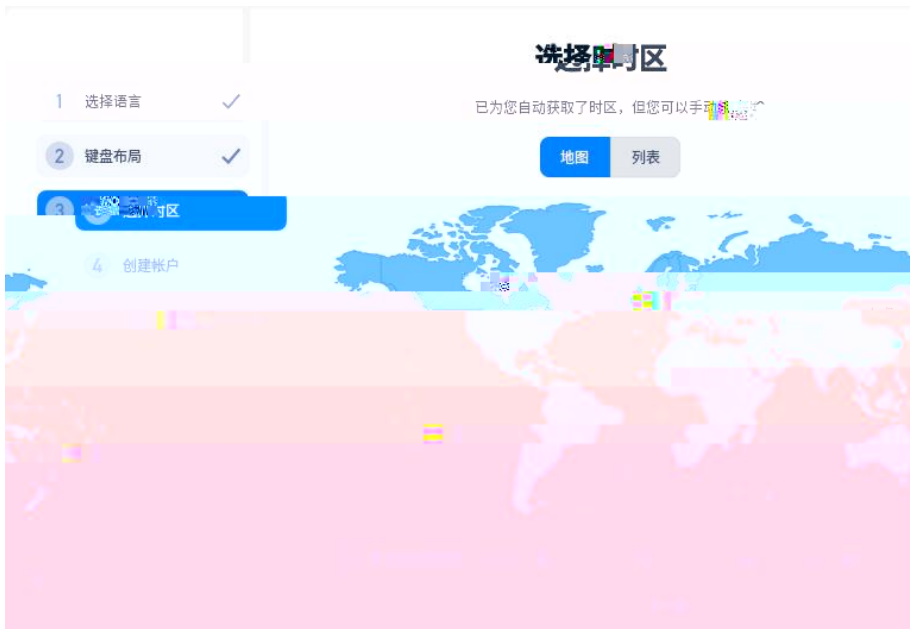 选择时区
1 选择语言
已为您自动获取了时区，但您可以手动
2 键盘布局
地图 列表
3 时区
4 创建帐户